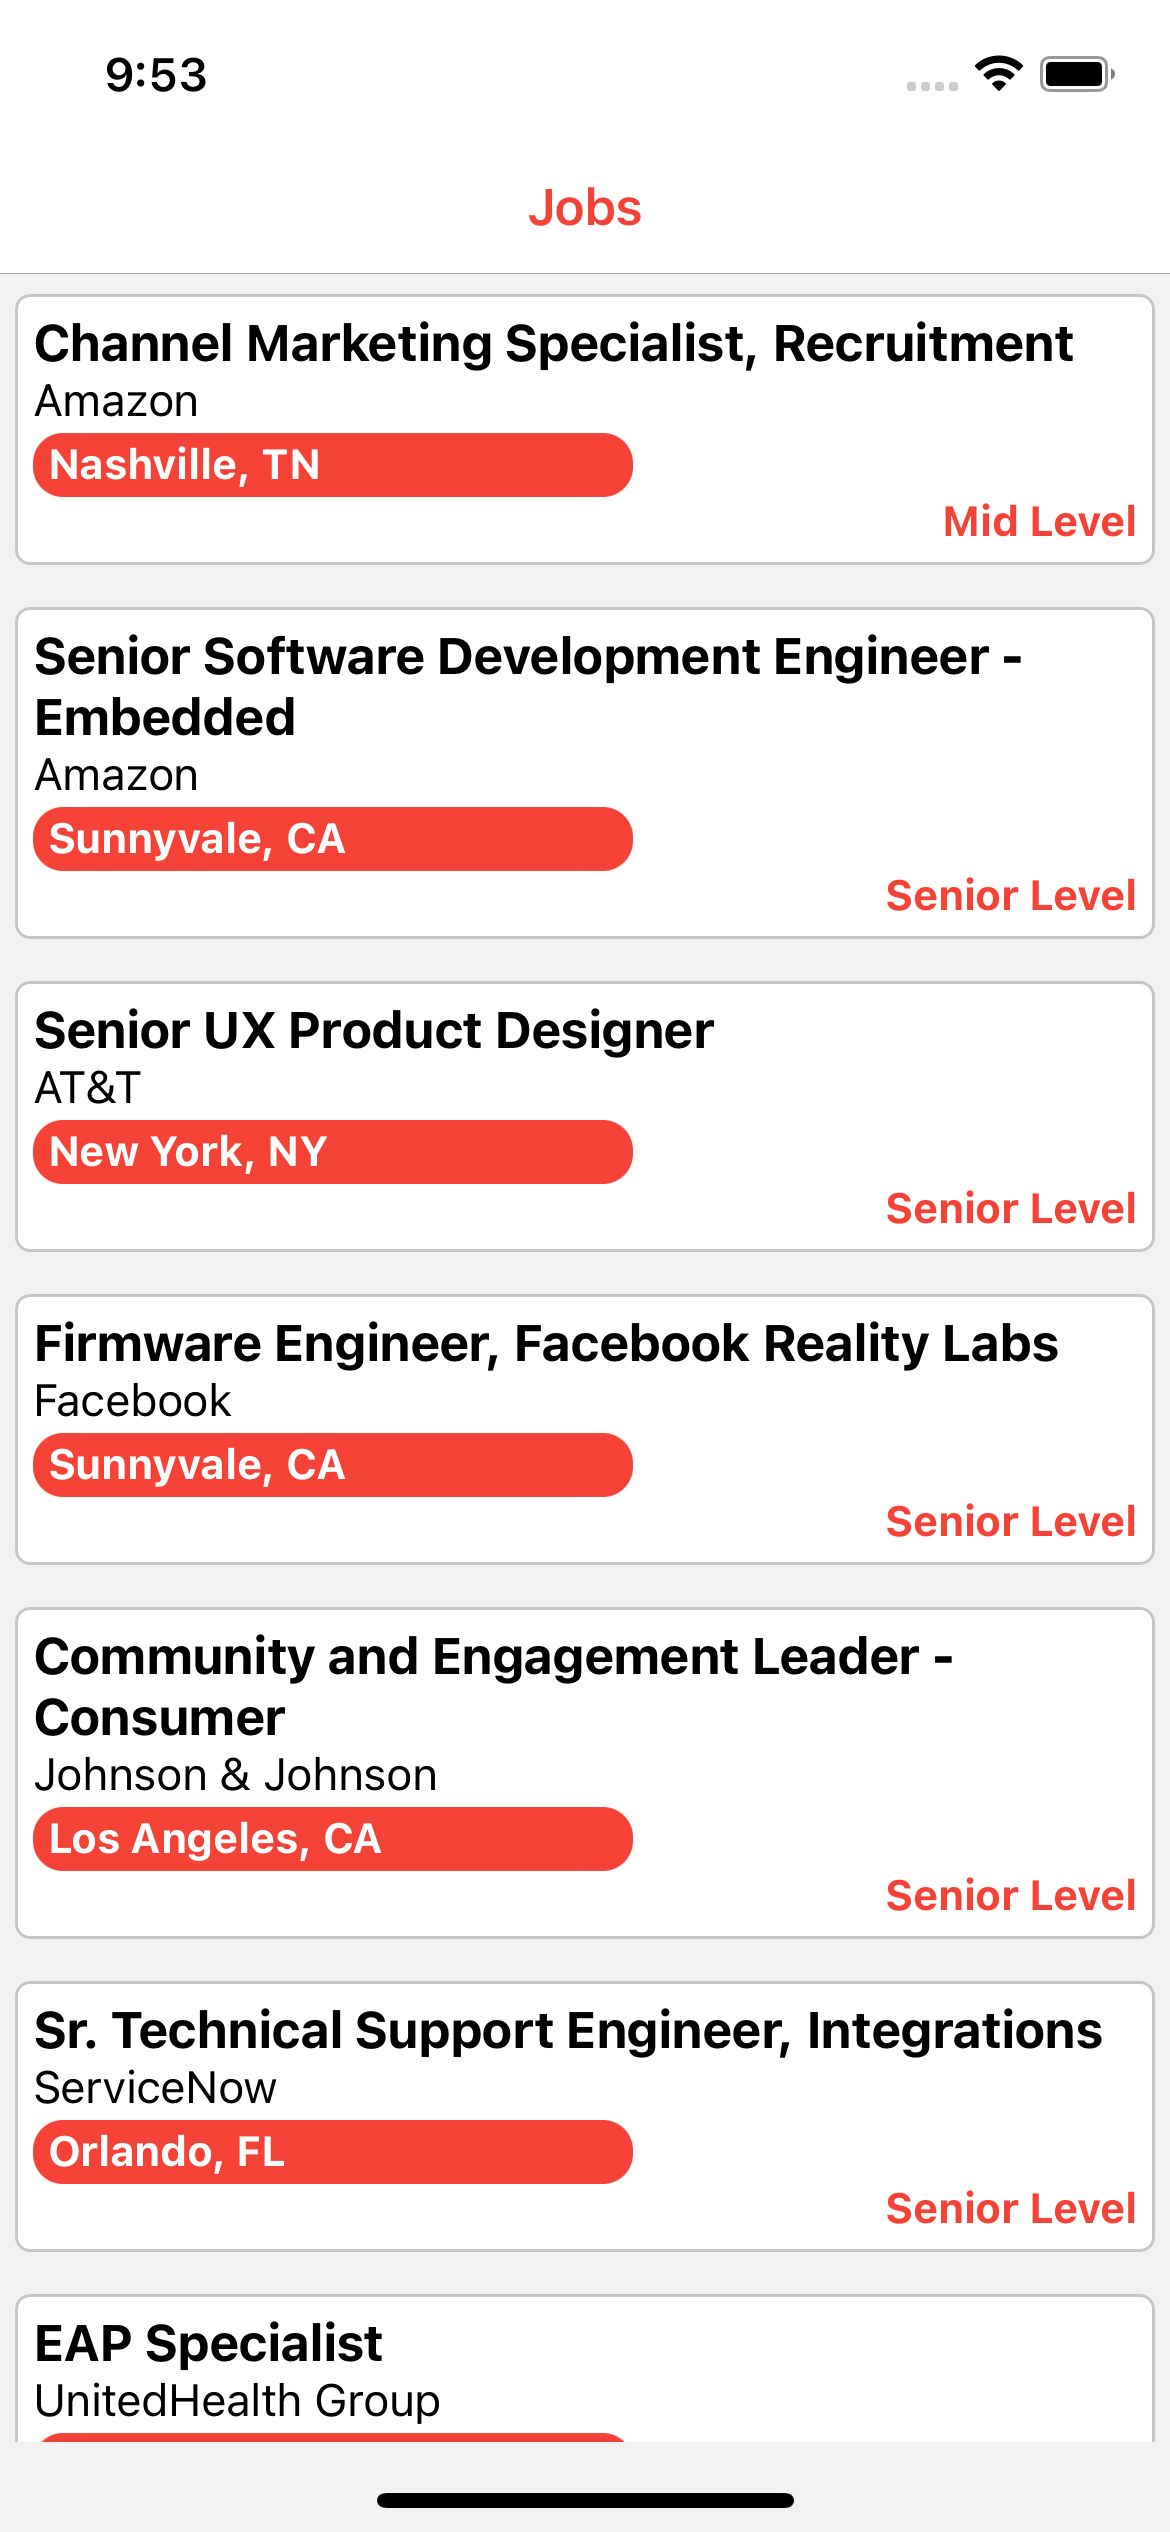 9:53
Jobs
Channel Marketing Specialist, Recruitment
Amazon
Nashville, TN
Mid Level
Senior Software Development Engineer -
Embedded
Amazon
Sunnyvale, CA
Senior Level
Senior UX Product Designer
AT&T
New York, NY
Senior Level
Firmware Engineer, Facebook Reality Labs
Facebook
Sunnyvale, CA
Senior Level
Community and Engagement Leader -
Consumer
Johnson & Johnson
Los Angeles, CA
Senior Level
Sr. Technical Support Engineer, Integrations
ServiceNow
Orlando, FL
Senior Level
EAP Specialist
UnitedHealth Group